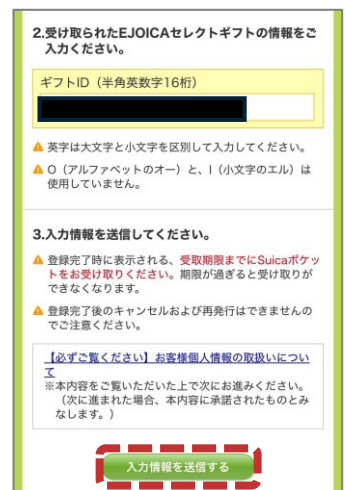 2.受け取られたEJOICAセレクトギフトの情報をご
入力ください。
ギフトID（半角英数字16桁）
英字は大文字と小文字を区別して入力してください。
O（アルファベットのオー）と、l（小文字のエル）は
使用していません。
3.入力情報を送信してください。
登録完了時に表示される、受取期限までにSuicaポケッ
トをお受け取りください。期限が過ぎると受け取りが
できなくなります。
登録完了後のキャンセルおよび再発行はできませんの
でご注意ください。
【必ずご覧ください】お客様個人情報の取扱いについ
て
※本内容をご覧いただいた上で次にお進みください。
（次に進まれた場合、本内容に承諾されたものとみ
なします。）
入力情報を送信する